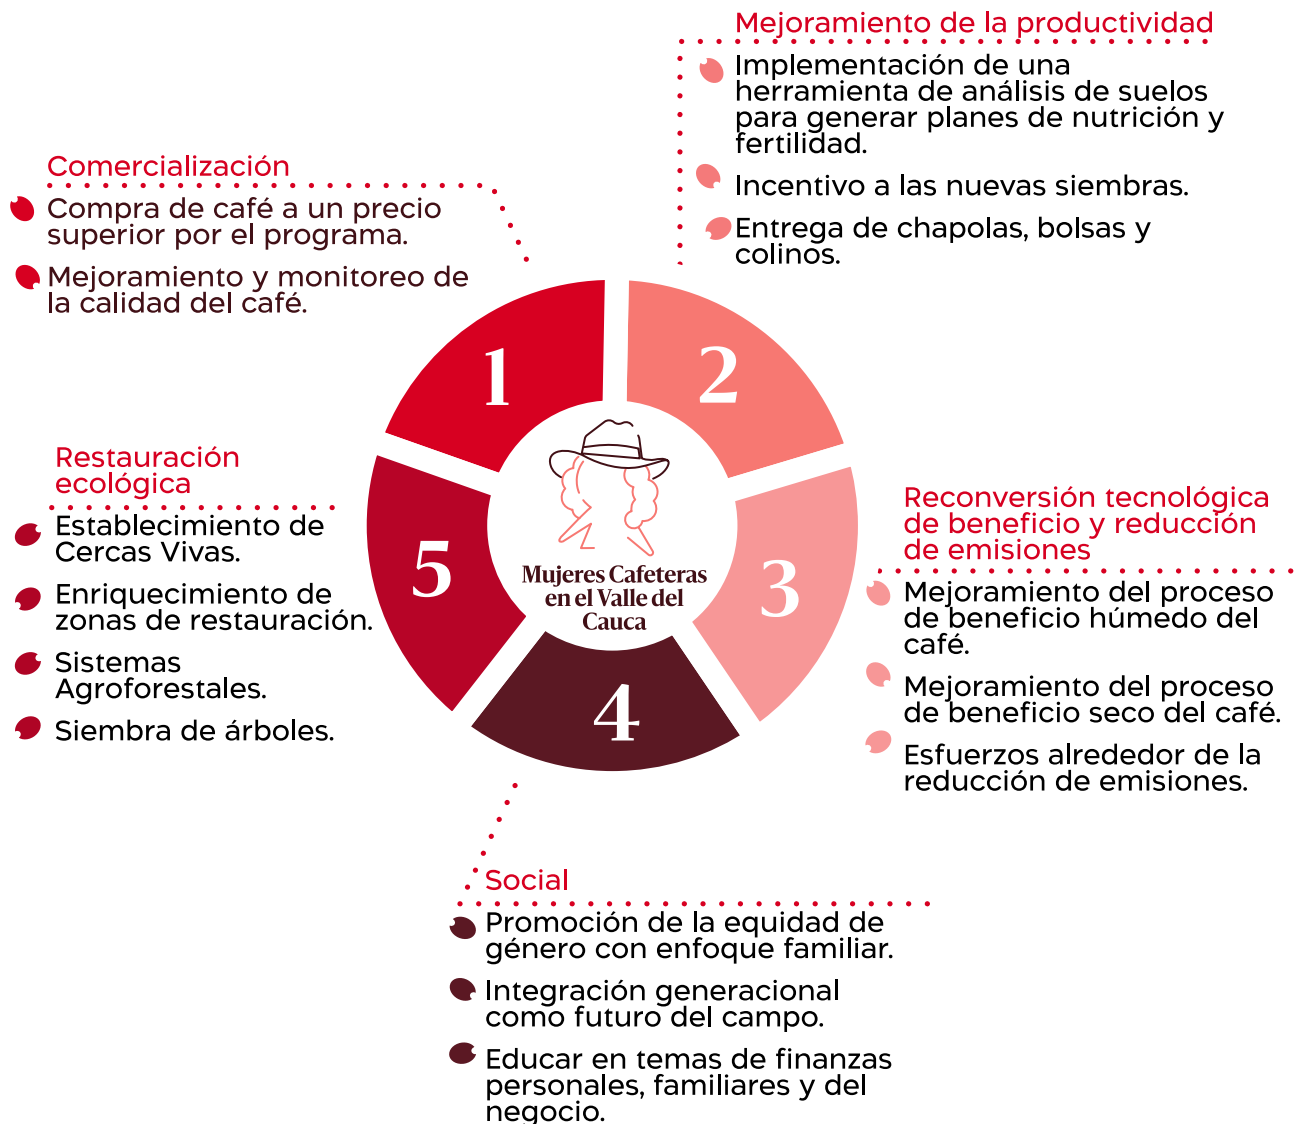 Mejoramiento de la productividad
Implementación de una
herramienta de análisis de suelos
para generar planes de nutrición y
fertilidad.
Incentivo a las nuevas siembras.
Entrega de chapolas, bolsas y
colinos.
Comercialización
Compra de café a un precio
superior por el programa.
Mejoramiento y monitoreo de
la calidad del café.
1
2
3
4
5
Mujeres Cafeteras
en el Valle del
Cauca
Restauración
ecológica
Establecimiento de
Cercas Vivas.
Enriquecimiento de
zonas de restauración.
Sistemas
Agroforestales.
Siembra de árboles.
Reconversión tecnológica
de beneficio y reducción
de emisiones
Mejoramiento del proceso
de beneficio húmedo del
café.
Mejoramiento del proceso
de beneficio seco del café.
Esfuerzos alrededor de la
reducción de emisiones.
Social
Promoción de la equidad de
género con enfoque familiar.
Integración generacional
como futuro del campo.
Educar en temas de finanzas
personales, familiares y del
negocio.